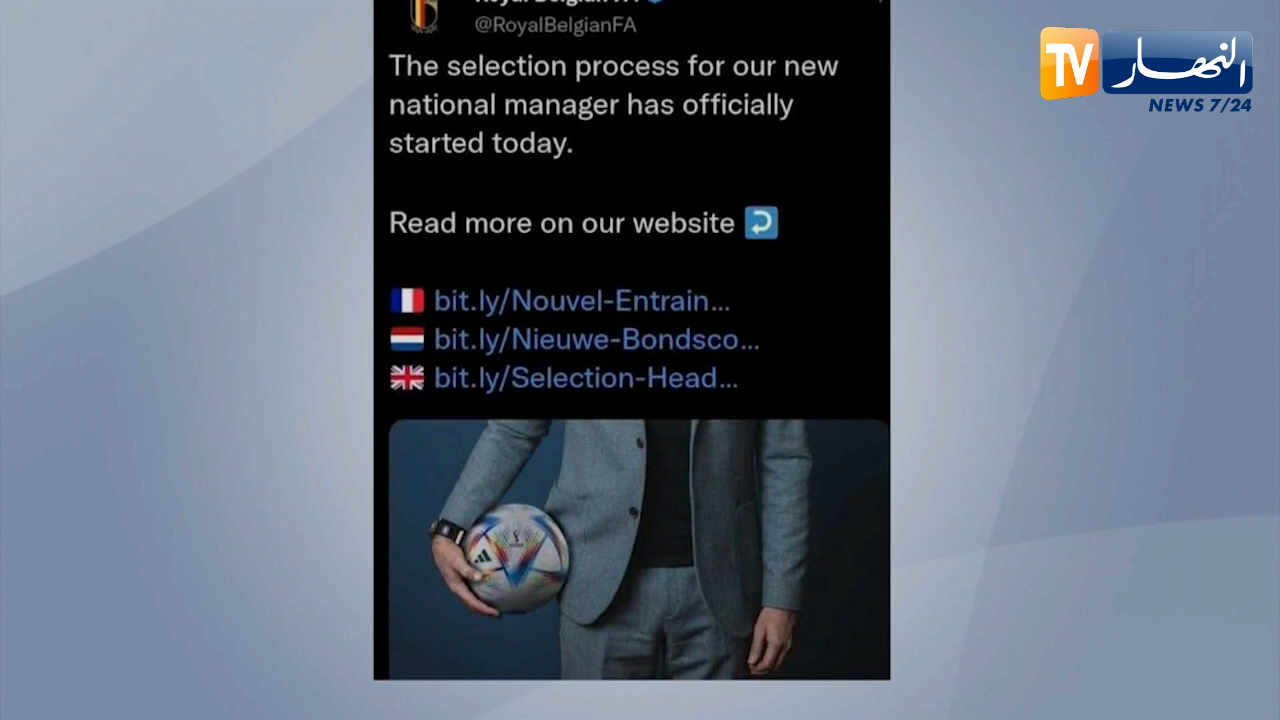 @RoyalBelgianFA
The selection process for our new
national manager has officially
started today.
Read more on our website
bit.ly/Nouvel-Entrain...
bit.ly/Nieuwe-Bondsco...
bit.ly/Selection-Head...
TV النهار
NEWS 7/24